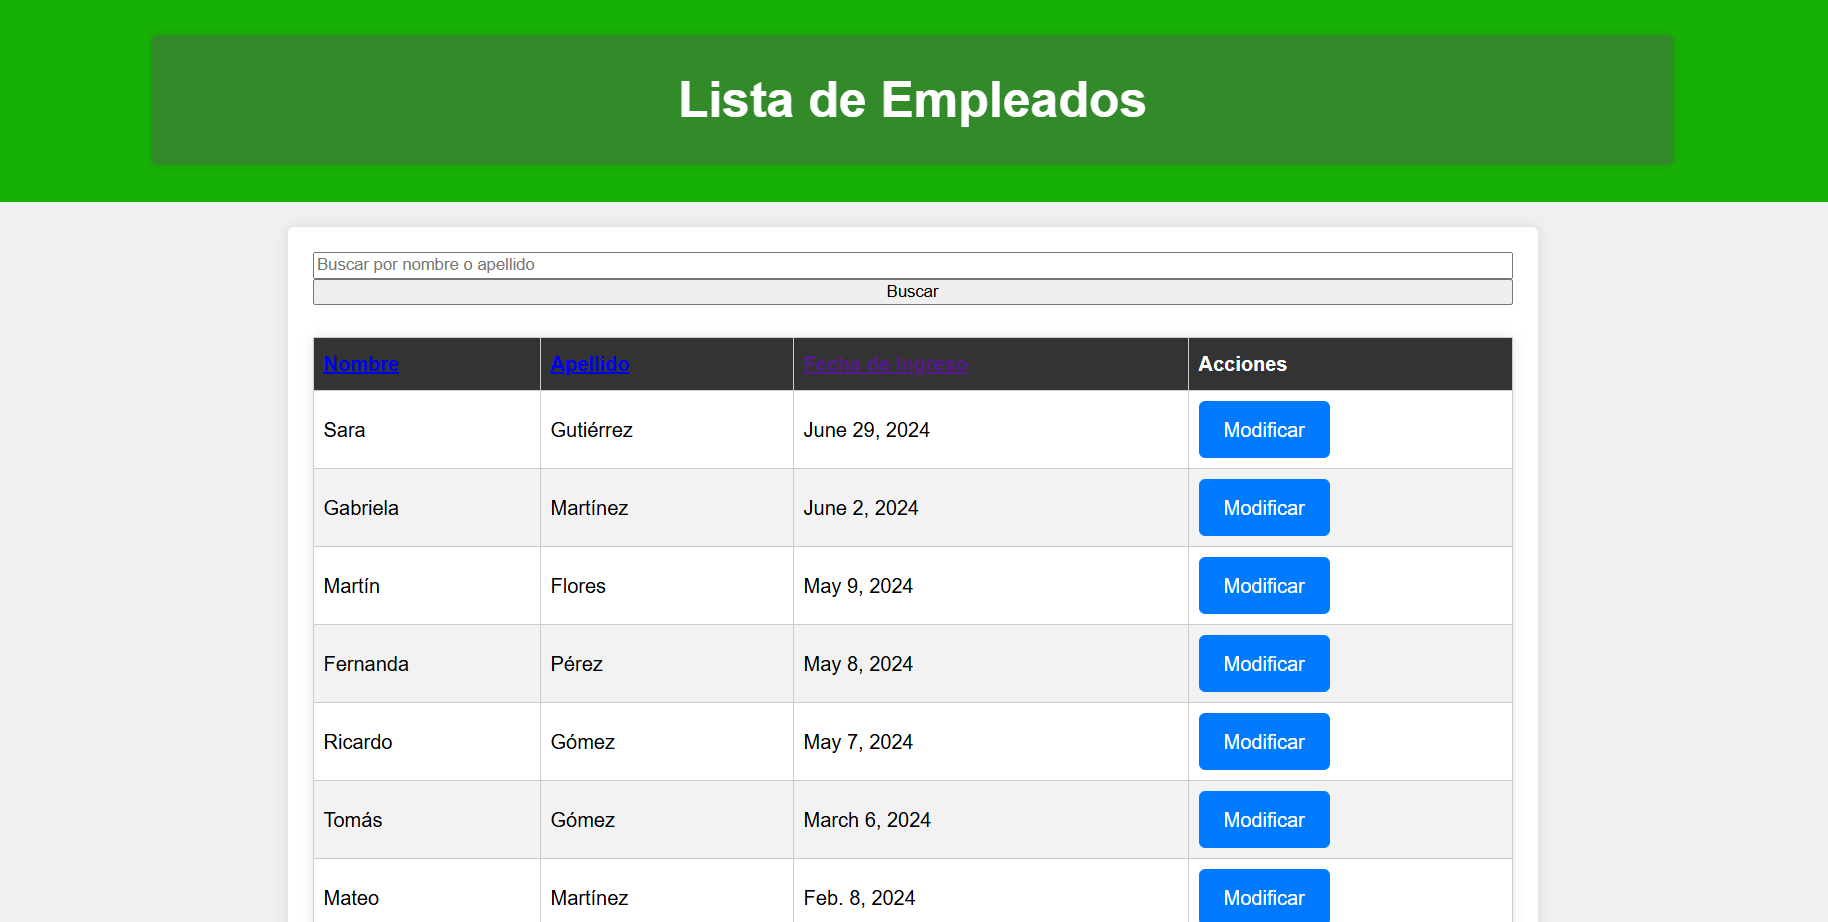 Lista de Empleados
Buscar por nombre o apellido
Buscar
Nombre Apellido Fecha de Ingreso Acciones
Sara Gutiérrez June 29, 2024 Modificar
Gabriela Martínez June 2, 2024 Modificar
Martín Flores May 9, 2024 Modificar
Fernanda Pérez May 8, 2024 Modificar
Ricardo Gómez May 7, 2024 Modificar
Tomás Gómez March 6, 2024 Modificar
Mateo Martínez Feb. 8, 2024 Modificar